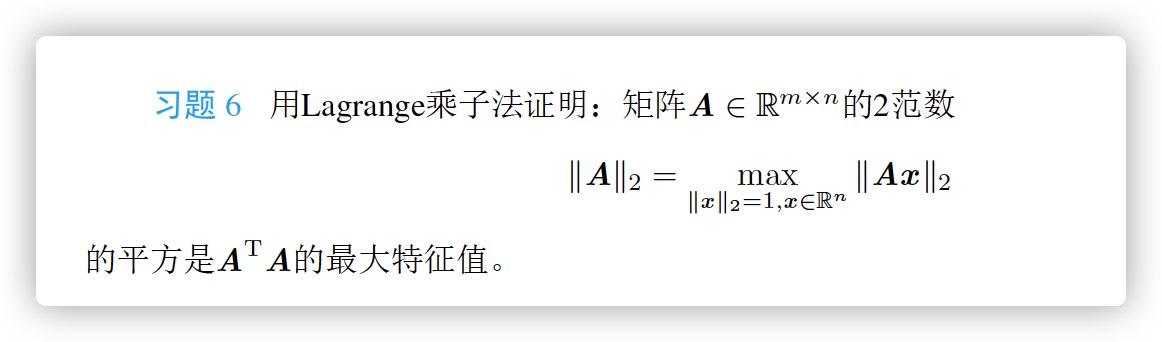 习题 6 用Lagrange乘子法证明：矩阵$\boldsymbol{A} \in \mathbb{R}^{m \times n}$的2范数
$\|\boldsymbol{A}\|_2 = \max_{\|\boldsymbol{x}\|_2=1, \boldsymbol{x} \in \mathbb{R}^n} \|\boldsymbol{A}\boldsymbol{x}\|_2$
的平方是$\boldsymbol{A}^{\mathrm{T}}\boldsymbol{A}$的最大特征值。